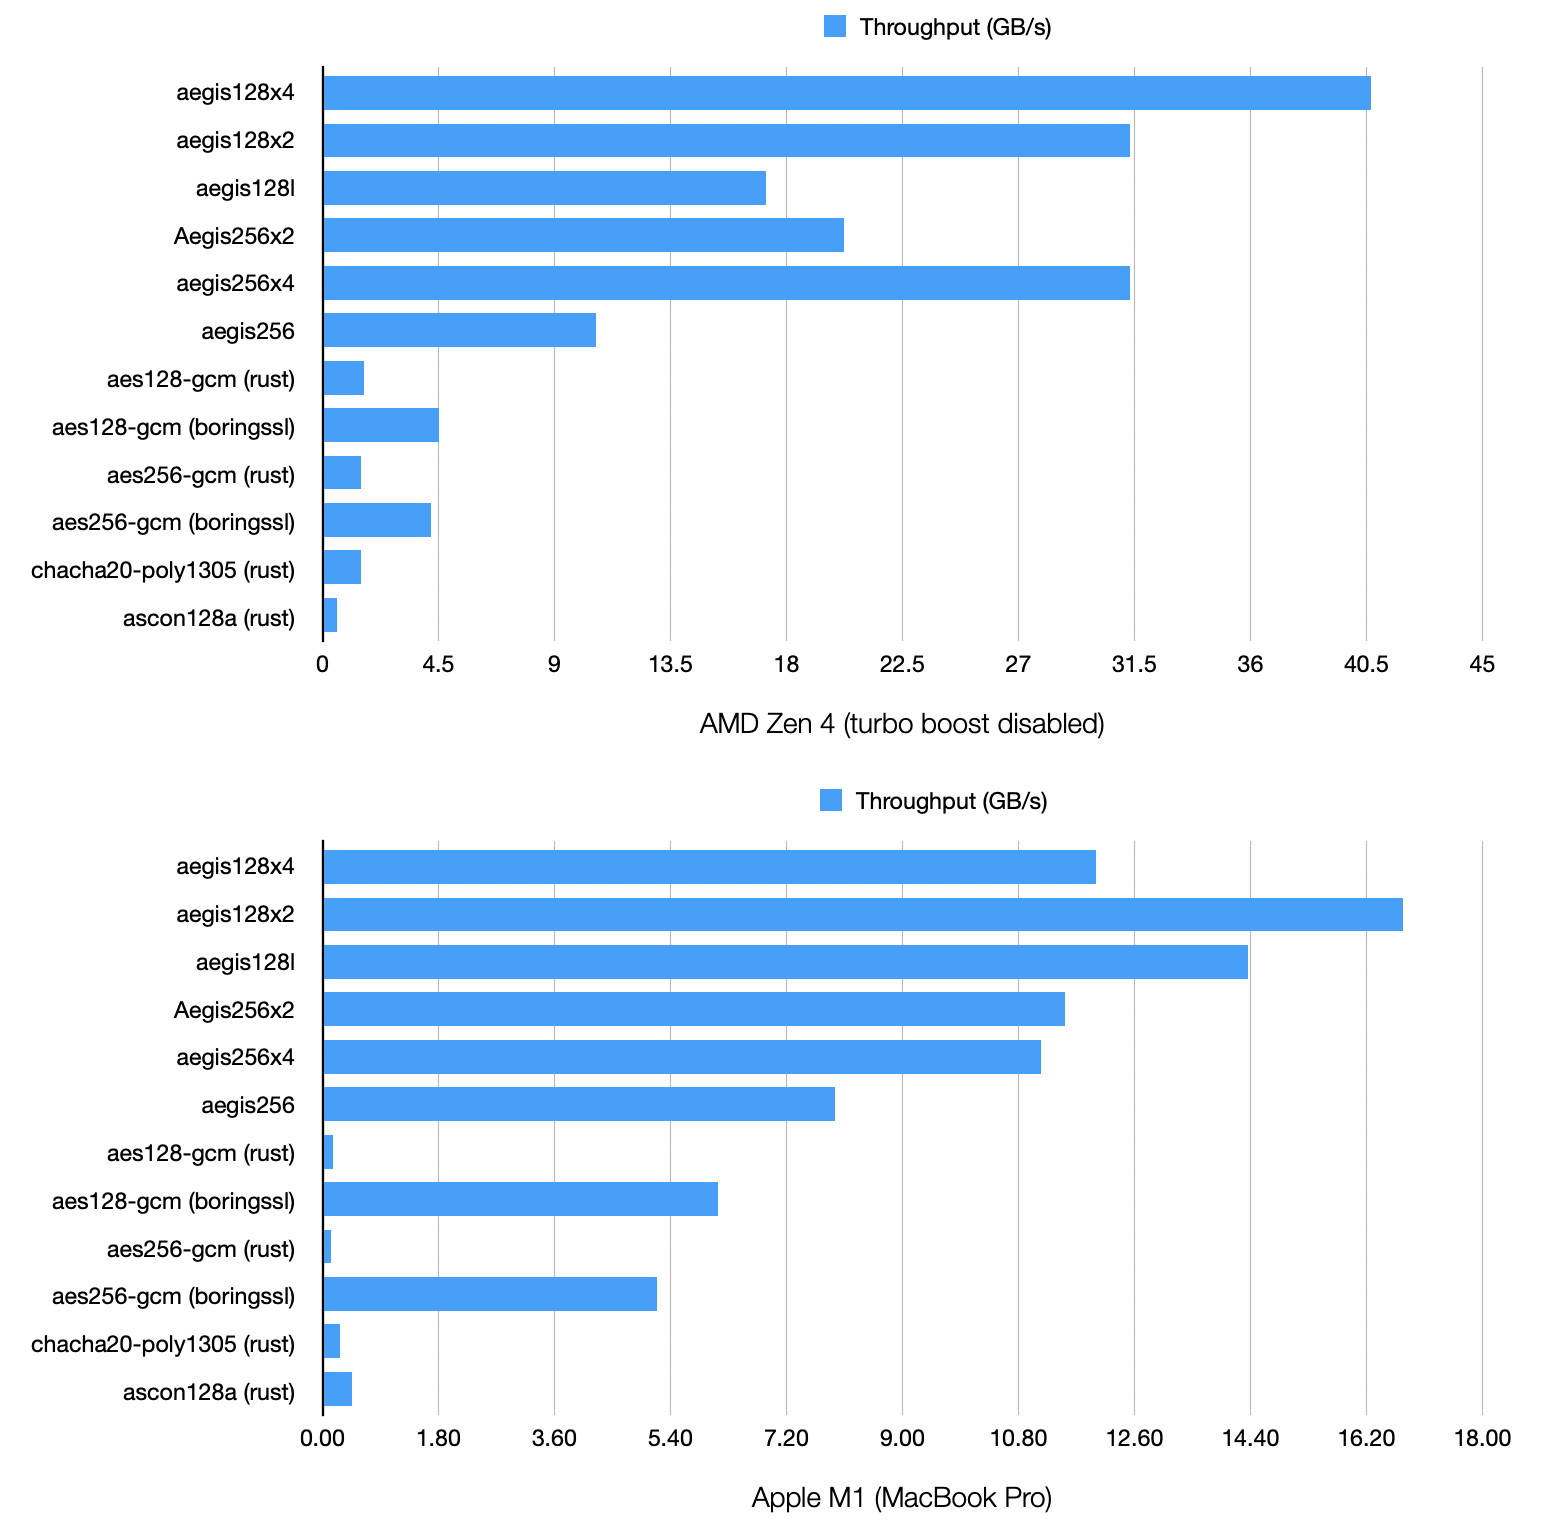 Throughput (GB/s)
aegis128x4
aegis128x2
aegis128l
Aegis256x2
aegis256x4
aegis256
aes128-gcm (rust)
aes128-gcm (boringssl)
aes256-gcm (rust)
aes256-gcm (boringssl)
chacha20-poly1305 (rust)
ascon128a (rust)
0 4.5 9 13.5 18 22.5 27 31.5 36 40.5 45
AMD Zen 4 (turbo boost disabled)
Throughput (GB/s)
aegis128x4
aegis128x2
aegis128l
Aegis256x2
aegis256x4
aegis256
aes128-gcm (rust)
aes128-gcm (boringssl)
aes256-gcm (rust)
aes256-gcm (boringssl)
chacha20-poly1305 (rust)
ascon128a (rust)
0.00 1.80 3.60 5.40 7.20 9.00 10.80 12.60 14.40 16.20 18.00
Apple M1 (MacBook Pro)